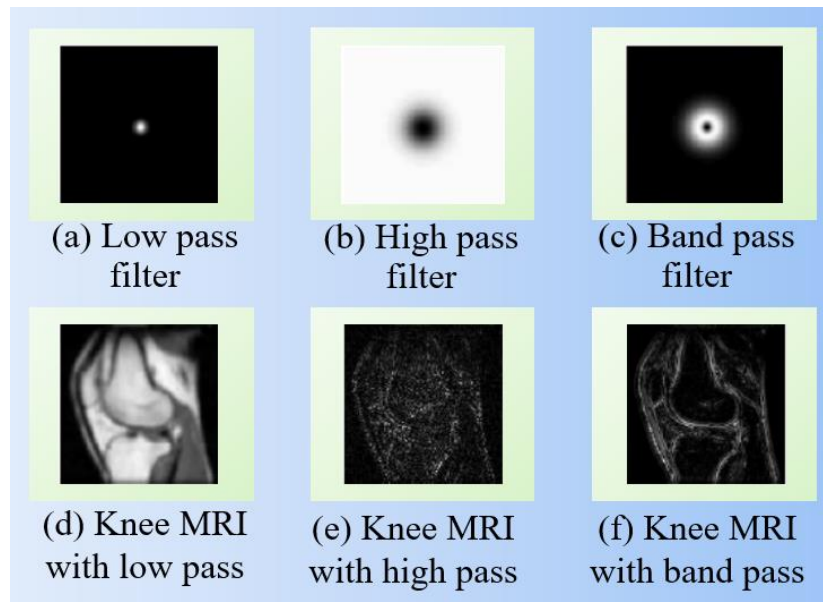 (a) Low pass
filter
(b) High pass
filter
(c) Band pass
filter
(d) Knee MRI
with low pass
(e) Knee MRI
with high pass
(f) Knee MRI
with band pass